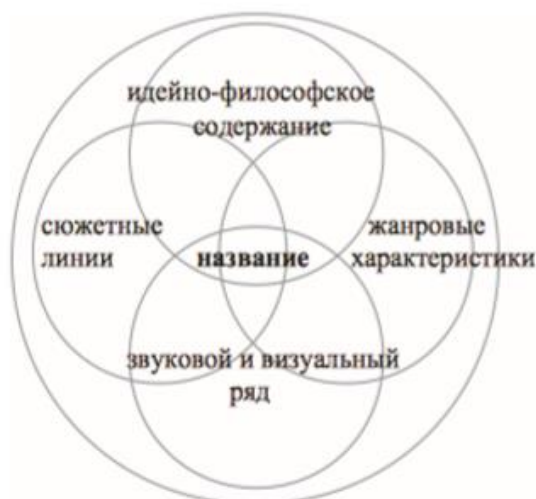 идейно-философское
содержание
сюжетные
линии
название
жанровые
характеристики
звуковой и визуальный
ряд